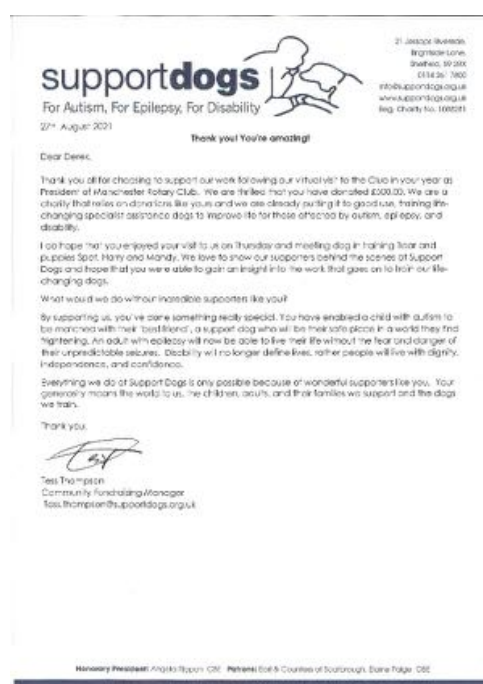 21 Jessops Riverside,
Brightside Lane,
Sheffield, S9 2RX
0114 261 7800
info@supportdogs.org.uk
www.supportdogs.org.uk
Reg. Charity No. 1088281
supportdogs
For Autism, For Epilepsy, For Disability
27th August 2021
Thank you! You're amazing!
Dear Derek,
Thank you all for choosing to support our work following our virtual visit to the Club in your year as
President of Manchester Rotary Club. We are thrilled that you have donated £500.00. We are a
charity that relies on donations like yours and we are already putting it to good use, training life-
changing specialist assistance dogs to improve life for those affected by autism, epilepsy, and
disability.
I do hope that you enjoyed your visit to us on Thursday and meeting dog in training Bear and
puppies Spot, Harry and Mandy. We love to show our supporters behind the scenes at Support
Dogs and hope that you were able to gain an insight into the work that goes on to train our life-
changing dogs.
What would we do without incredible supporters like you?
By supporting us, you've done something really special. You have enabled a child with autism to
be matched with their 'best friend', a support dog who will be their safe place in a world they find
frightening. An adult with epilepsy will now be able to live their life without the fear and danger of
their unpredictable seizures. Disability will no longer define lives, rather people will live with dignity,
independence, and confidence.
Everything we do at Support Dogs is only possible because of wonderful supporters like you. Your
generosity means the world to us, the children, adults, and their families we support and the dogs
we train.
Thank you,
Tess Thompson
Community Fundraising Manager
Tess.thompson@supportdogs.org.uk
Honorary President: Angela Rippon CBE Patrons: Earl & Countess of Scarbrough, Elaine Paige OBE